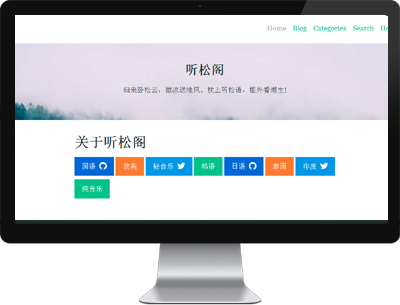 Home Blog Categories Search Ho
听松阁
归来卧松云，微凉送晚风。枕上听松语，槛外看潮生!
关于听松阁
国语 欧美 轻音乐 韩语 日语 泰国 印度
纯音乐